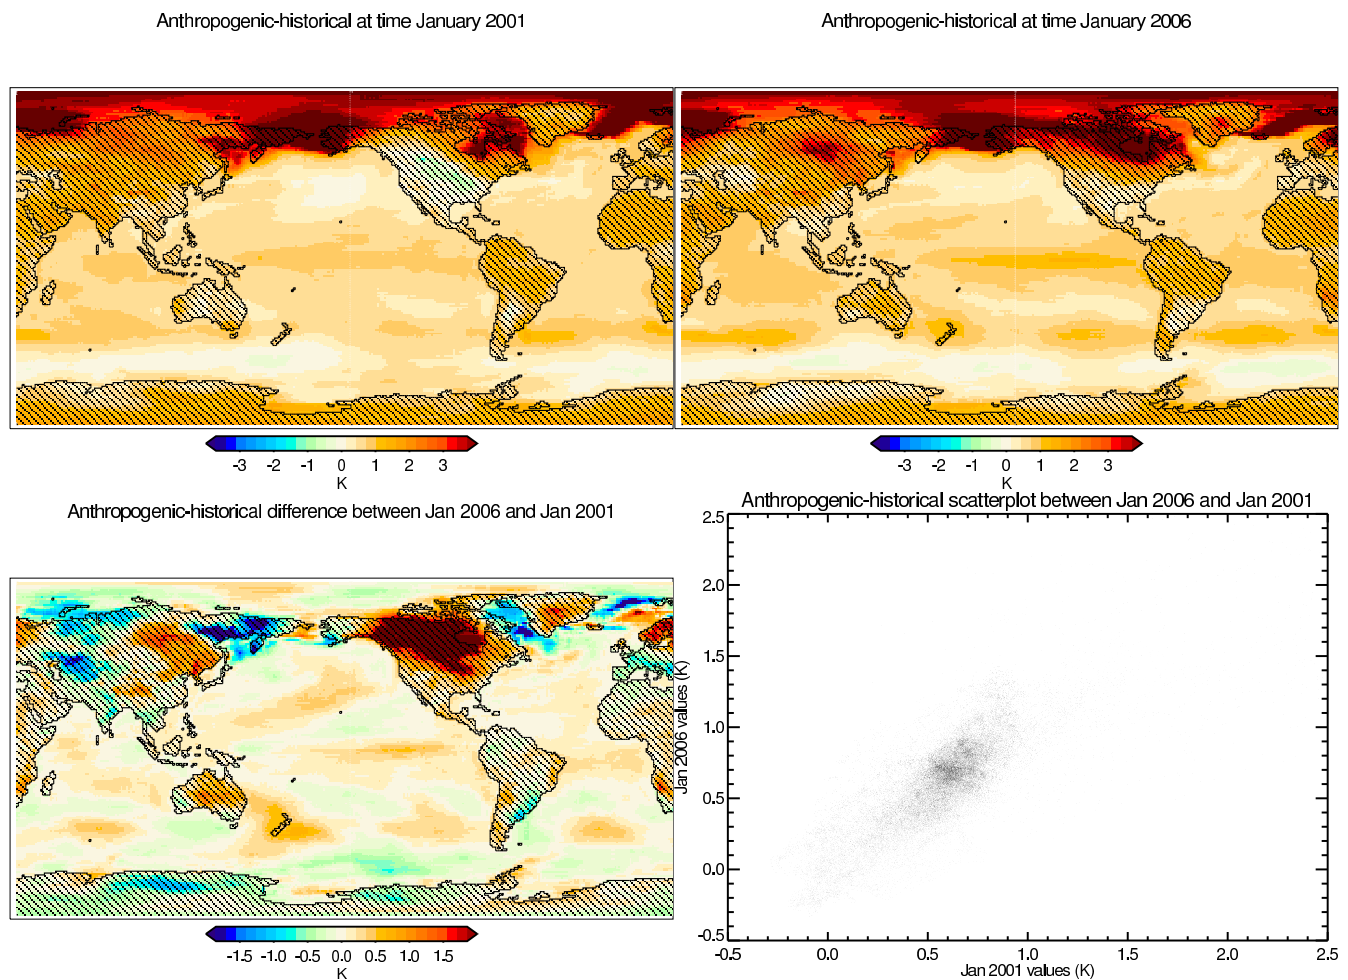 Anthropogenic-historical at time January 2001
Anthropogenic-historical at time January 2006
-3 -2 -1 0 1 2 3
K
-3 -2 -1 0 1 2 3
K
Anthropogenic-historical difference between Jan 2006 and Jan 2001
-1.5 -1.0 -0.5 0.0 0.5 1.0 1.5
K
Anthropogenic-historical scatterplot between Jan 2006 and Jan 2001
2.5
2.0
1.5
1.0
0.5
0.0
-0.5
Jan 2006 values (K)
-0.5 0.0 0.5 1.0 1.5 2.0 2.5
Jan 2001 values (K)